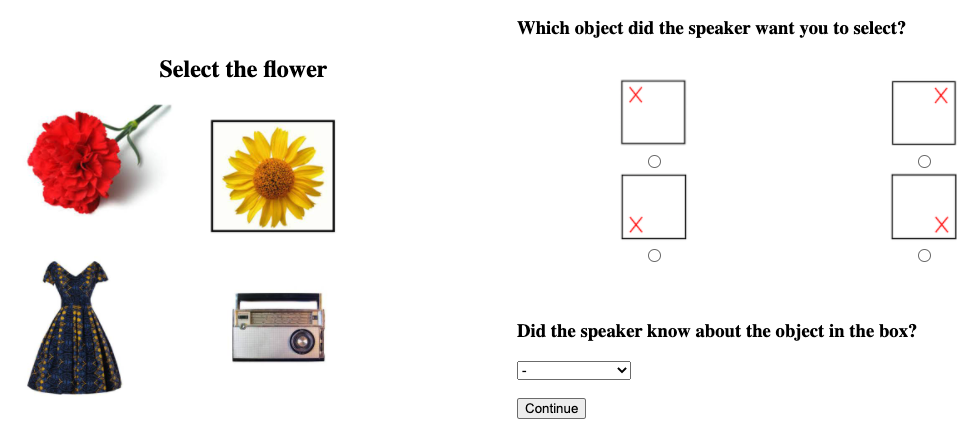 Which object did the speaker want you to select?
Select the flower
X
X
X
X
Did the speaker know about the object in the box?
-
Continue